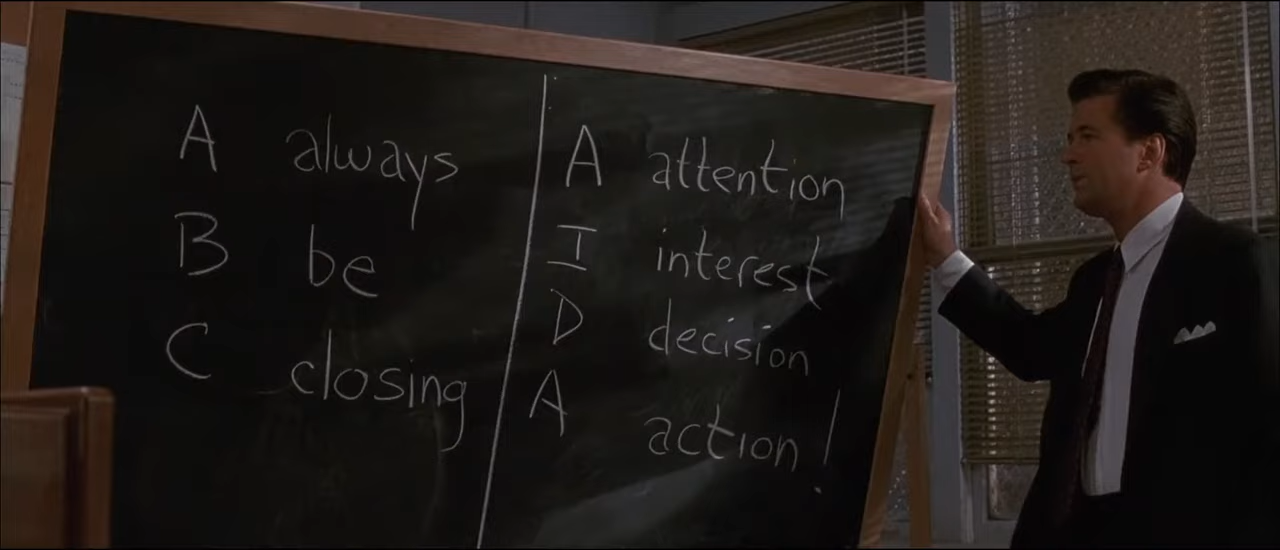 A always
B be
C closing
A attention
I interest
D decision
A action!